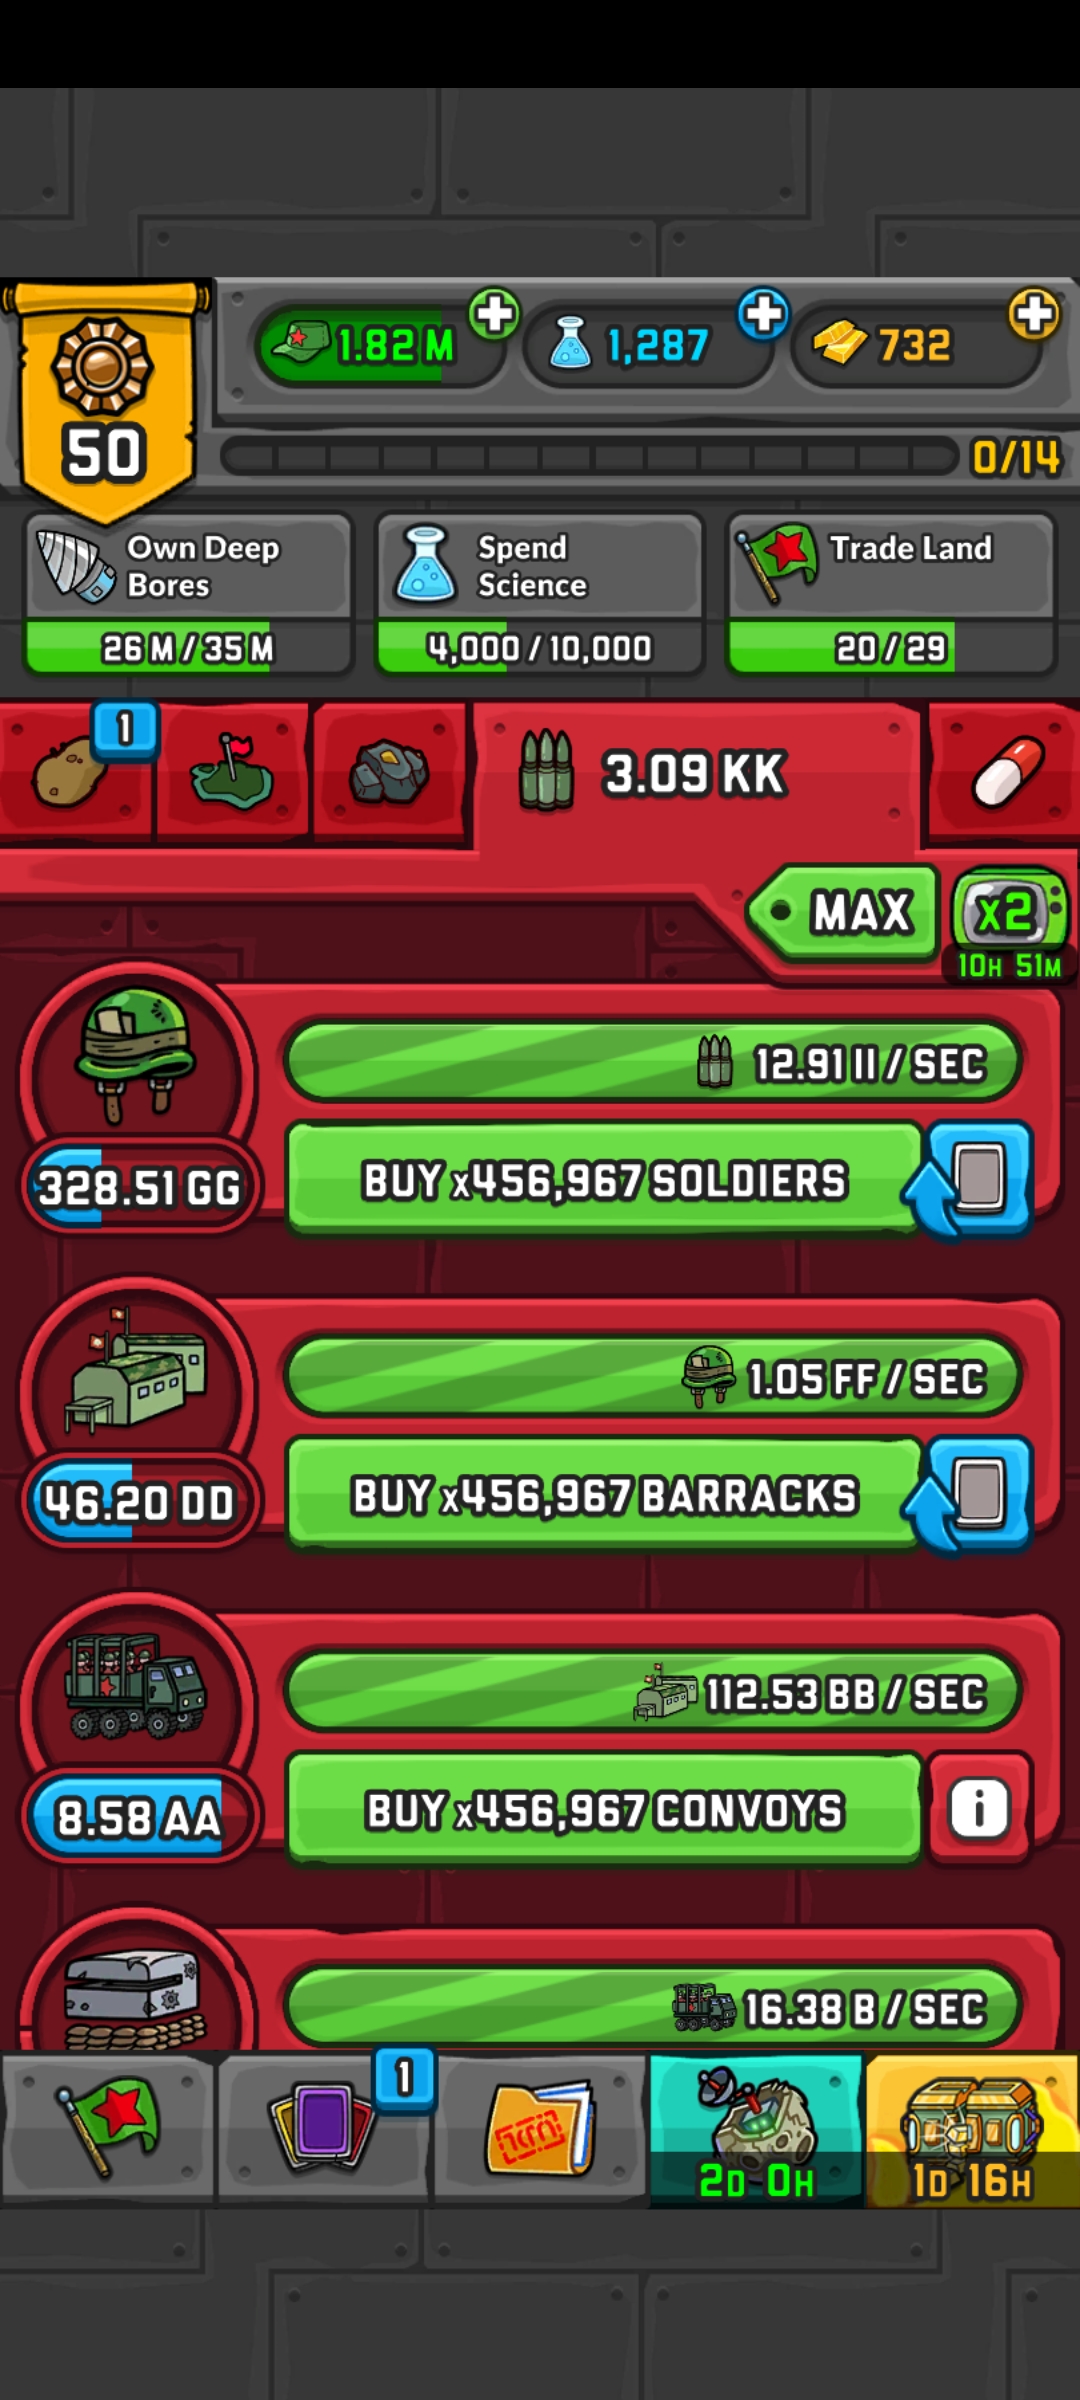 1.82 M
1,287
732
50
0/14
Own Deep
Bores
26 M / 35 M
Spend
Science
4,000 / 10,000
Trade Land
20 / 29
1
3.09 KK
MAX
x2
10H 51M
12.91 II / SEC
328.51 GG
BUY x456,967 SOLDIERS
1.05 FF / SEC
46.20 DD
BUY x456,967 BARRACKS
112.53 BB / SEC
8.58 AA
BUY x456,967 CONVOYS
i
16.38 B / SEC
1
2D 0H
1D 16H